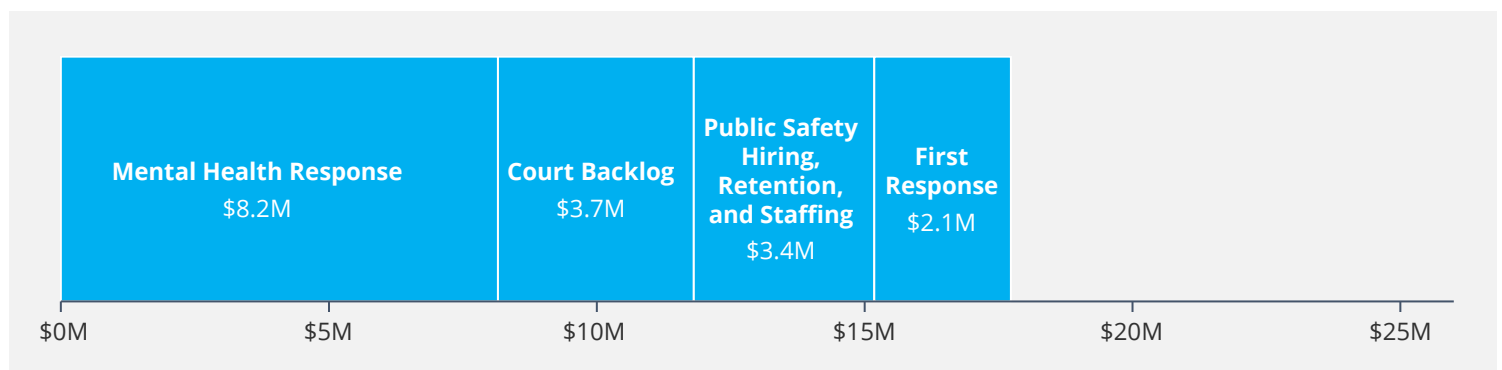 Mental Health Response
$8.2M
Court Backlog
$3.7M
Public Safety
Hiring,
Retention,
and Staffing
$3.4M
First
Response
$2.1M
$0M
$5M
$10M
$15M
$20M
$25M